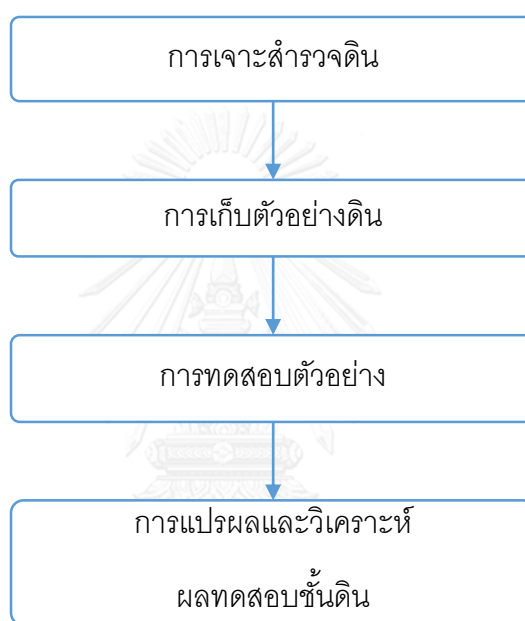 การเจาะสำรวจดิน
การเก็บตัวอย่างดิน
การทดสอบตัวอย่าง
การแปรผลและวิเคราะห์
ผลทดสอบชั้นดิน